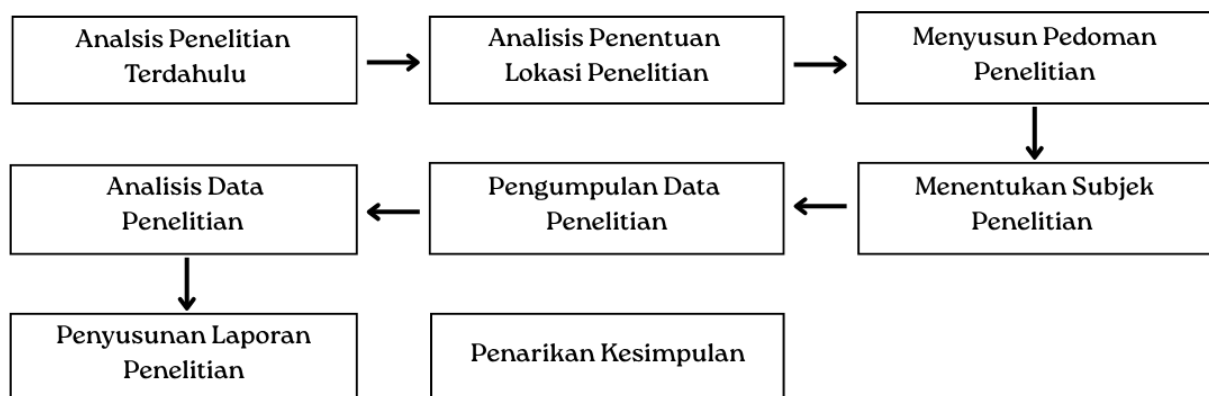 Analsis Penelitian
Terdahulu
Analisis Penentuan
Lokasi Penelitian
Menyusun Pedoman
Penelitian
Analisis Data
Penelitian
Pengumpulan Data
Penelitian
Menentukan Subjek
Penelitian
Penyusunan Laporan
Penelitian
Penarikan Kesimpulan